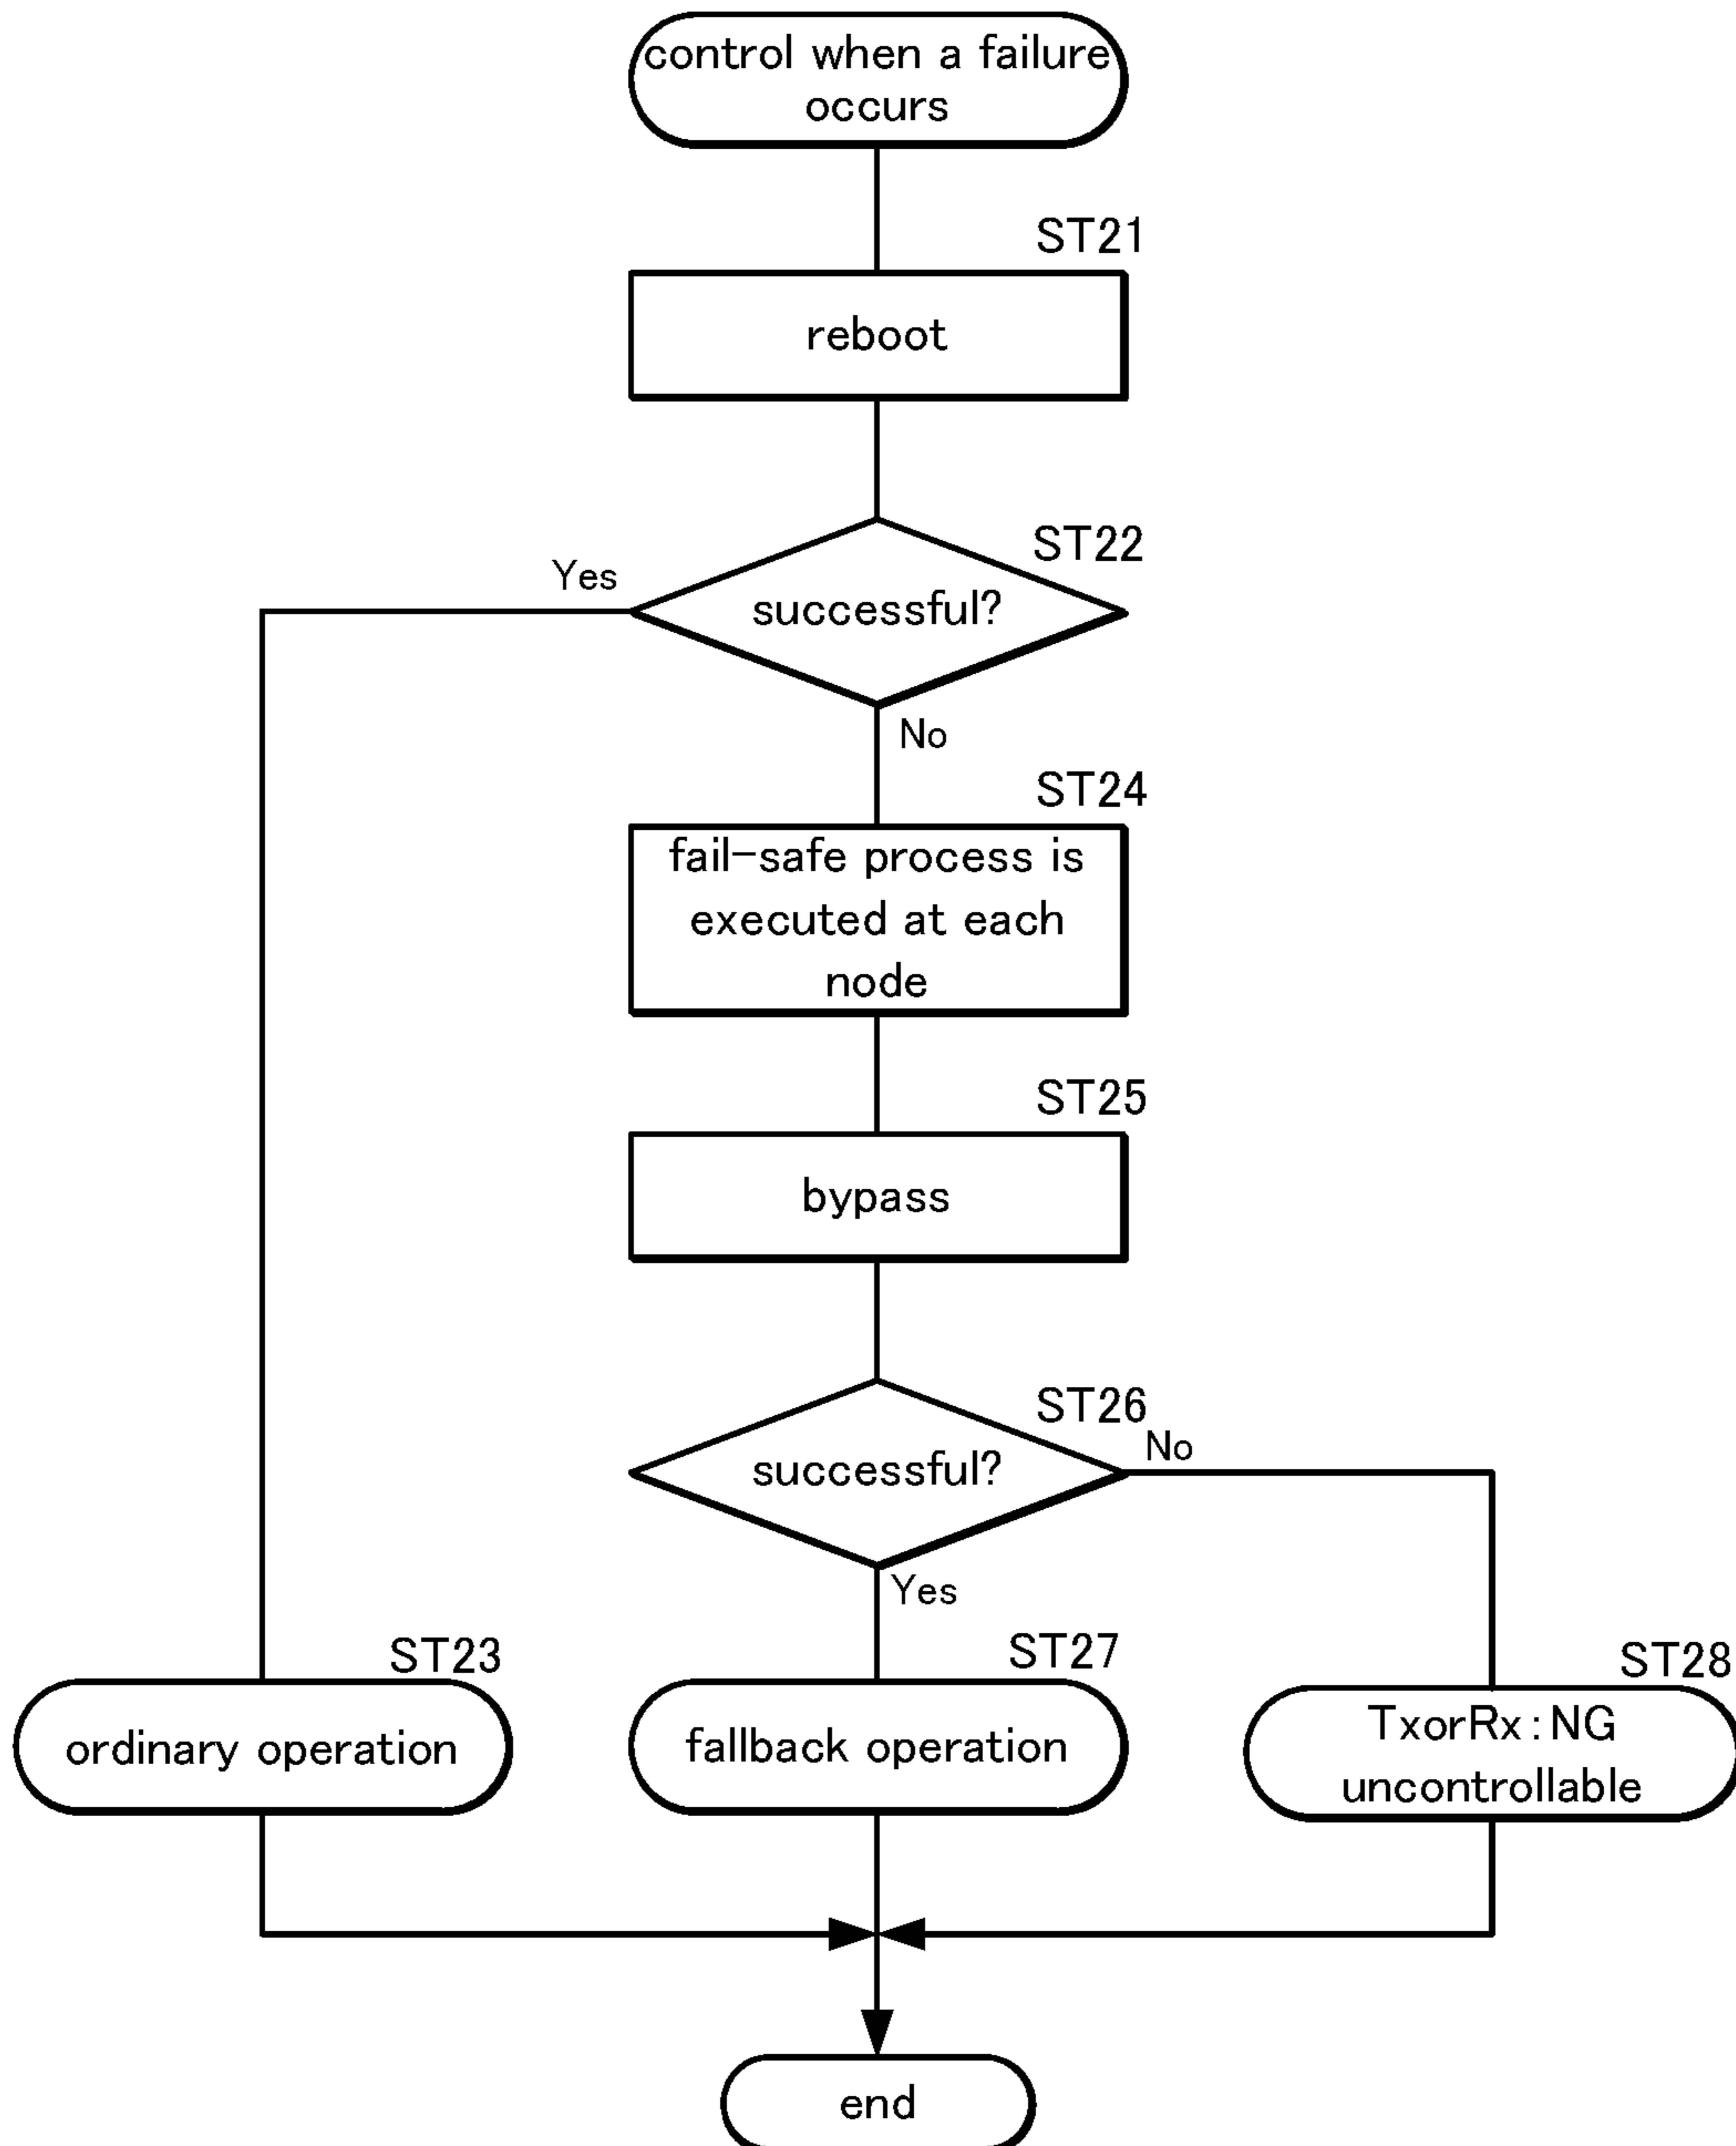 control when a failure
occurs
ST21
reboot
ST22
Yes
successful?
No
ST24
fail-safe process is
executed at each
node
ST25
bypass
ST26
No
successful?
Yes
ST23
ordinary operation
ST27
fallback operation
ST28
TxorRx:NG
uncontrollable
end